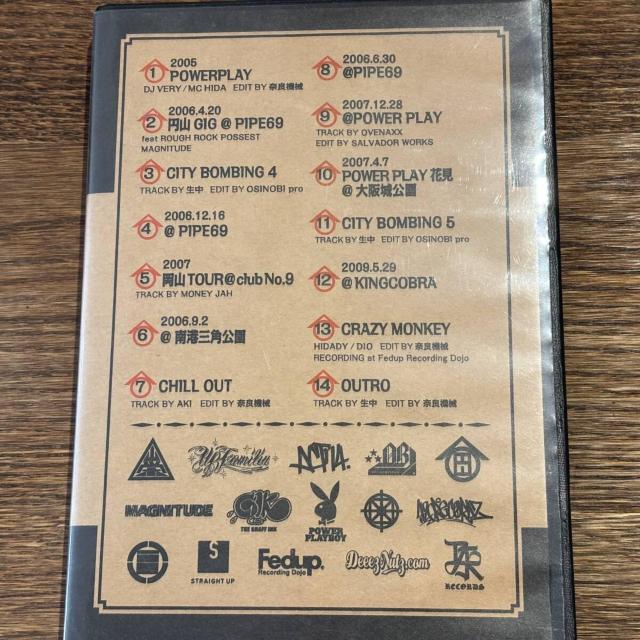 1
2005
POWERPLAY
DJ VERY / MC HIDA EDIT BY 奈良機械
2
2006.4.20
円山 GIG @ PIPE69
feat ROUGH ROCK POSSEST
MAGNITUDE
3
CITY BOMBING 4
TRACK BY 生中 EDIT BY OSINOBI pro
4
2006.12.16
@ PIPE69
5
2007
岡山 TOUR@club No.9
TRACK BY MONEY JAH
6
2006.9.2
@ 南港三角公園
7
CHILL OUT
TRACK BY AKI EDIT BY 奈良機械
8
2006.6.30
@PIPE69
9
2007.12.28
@POWER PLAY
TRACK BY OVENAXX
EDIT BY SALVADOR WORKS
10
2007.4.7
POWER PLAY 花見
@ 大阪城公園
11
CITY BOMBING 5
TRACK BY 生中 EDIT BY OSINOBI pro
12
2009.5.29
@ KINGCOBRA
13
CRAZY MONKEY
HIDADY / DIO EDIT BY 奈良機械
RECORDING at Fedup Recording Dojo
14
OUTRO
TRACK BY 生中 EDIT BY 奈良機械
MAGNITUDE
THE GRAFF INK
POWER
PLAYBOY
S
STRAIGHT UP
Fedup.
Recording Dojo
DeeezNutz.com
RECORDS